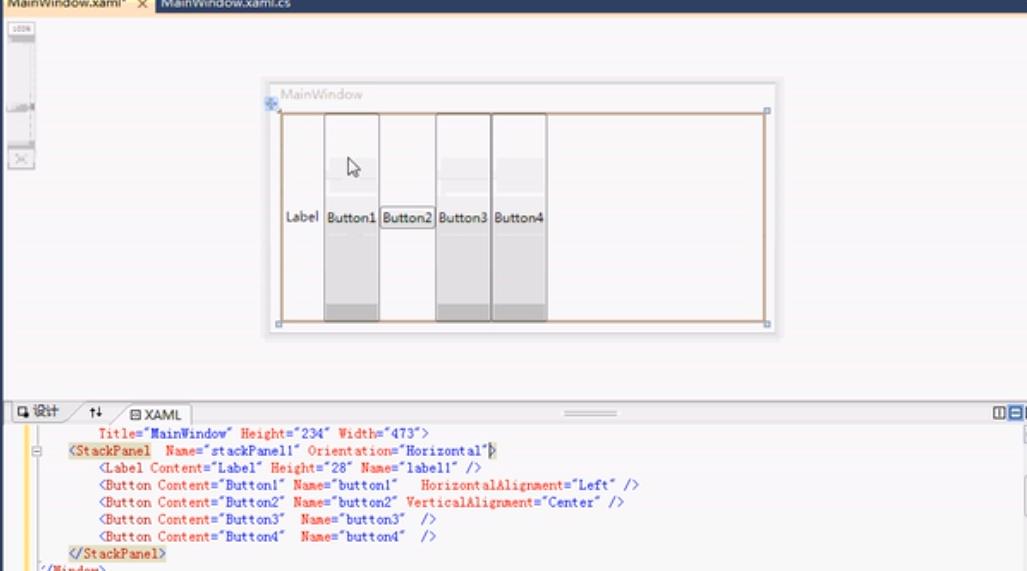 MainWindow.xaml* × MainWindow.xaml.cs
100%
MainWindow
Label Button1 Button2 Button3 Button4
设计 XAML
Title="MainWindow" Height="234" Width="473">
<StackPanel Name="stackPanel1" Orientation="Horizontal">
<Label Content="Label" Height="28" Name="label1" />
<Button Content="Button1" Name="button1" HorizontalAlignment="Left" />
<Button Content="Button2" Name="button2" VerticalAlignment="Center" />
<Button Content="Button3" Name="button3" />
<Button Content="Button4" Name="button4" />
</StackPanel>
</Window>